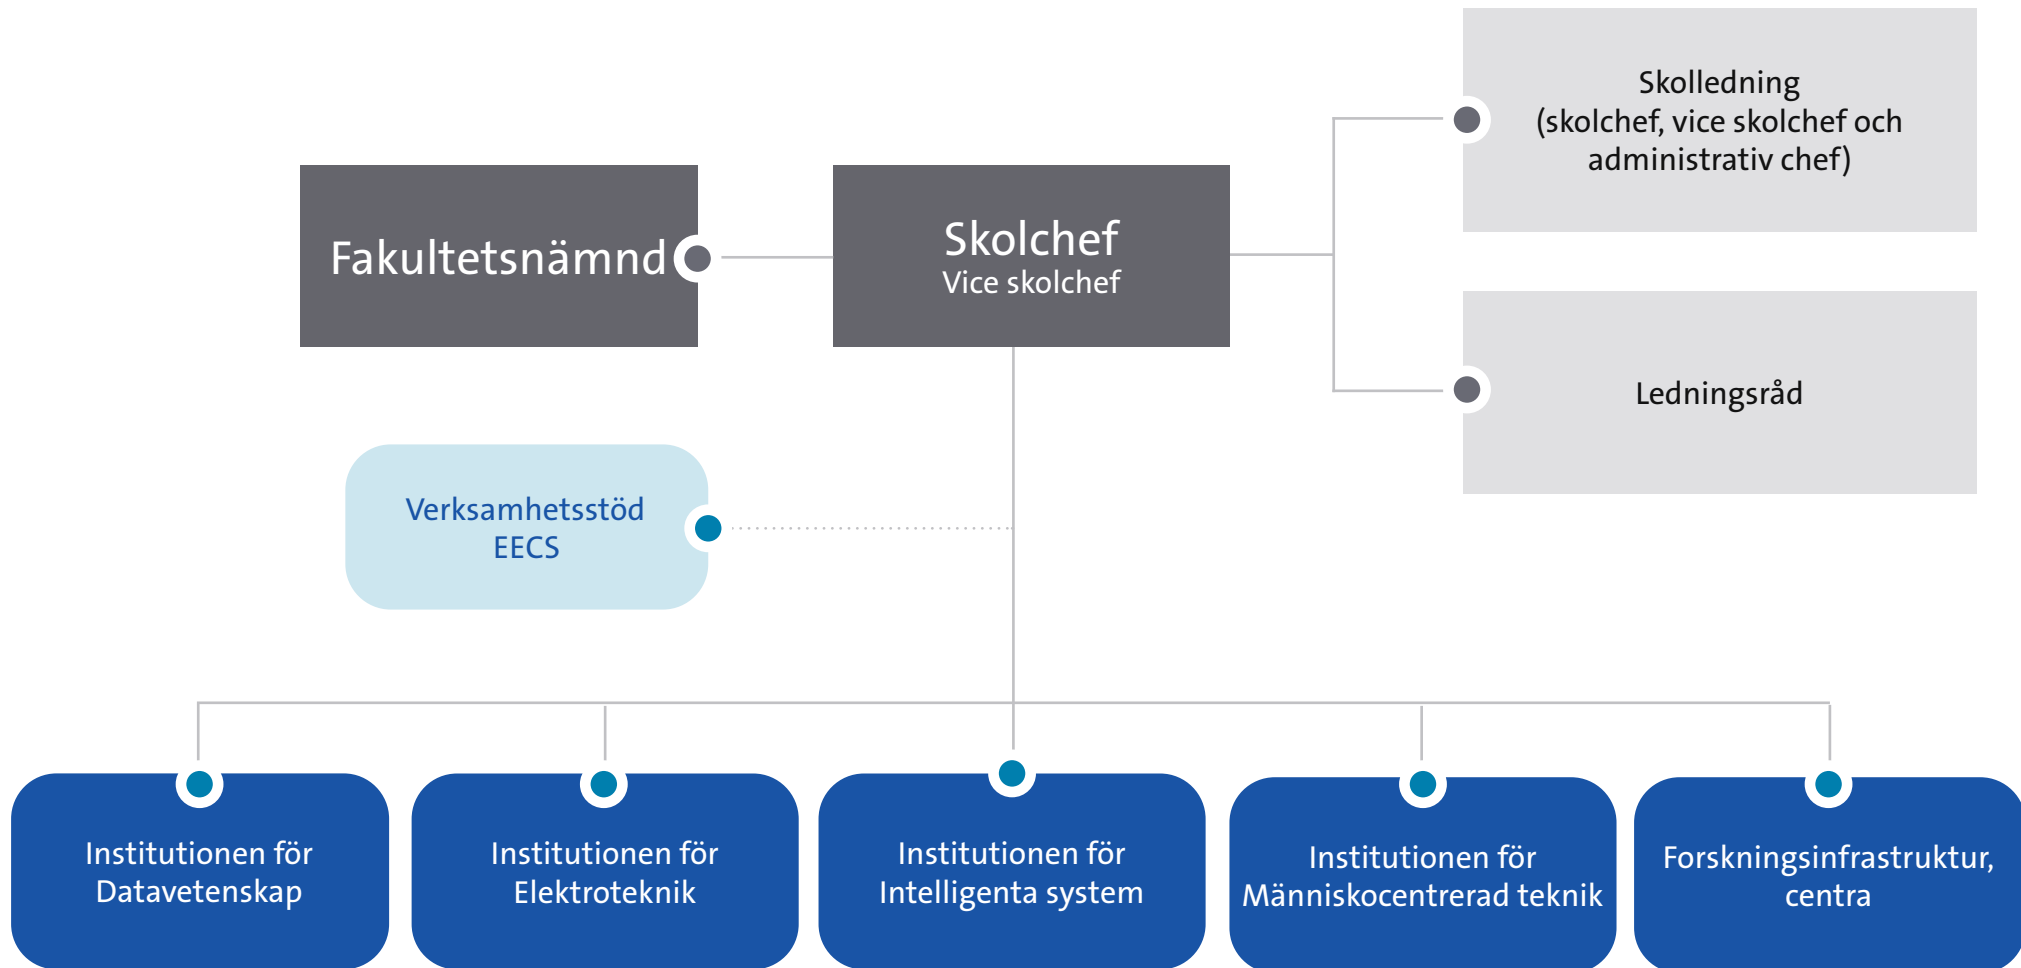 Skolledning
(skolchef, vice skolchef och
administrativ chef)
Fakultetsnämnd
Skolchef
Vice skolchef
Ledningsråd
Verksamhetsstöd
EECS
Institutionen för
Datavetenskap
Institutionen för
Elektroteknik
Institutionen för
Intelligenta system
Institutionen för
Människocentrerad teknik
Forskningsinfrastruktur,
centra